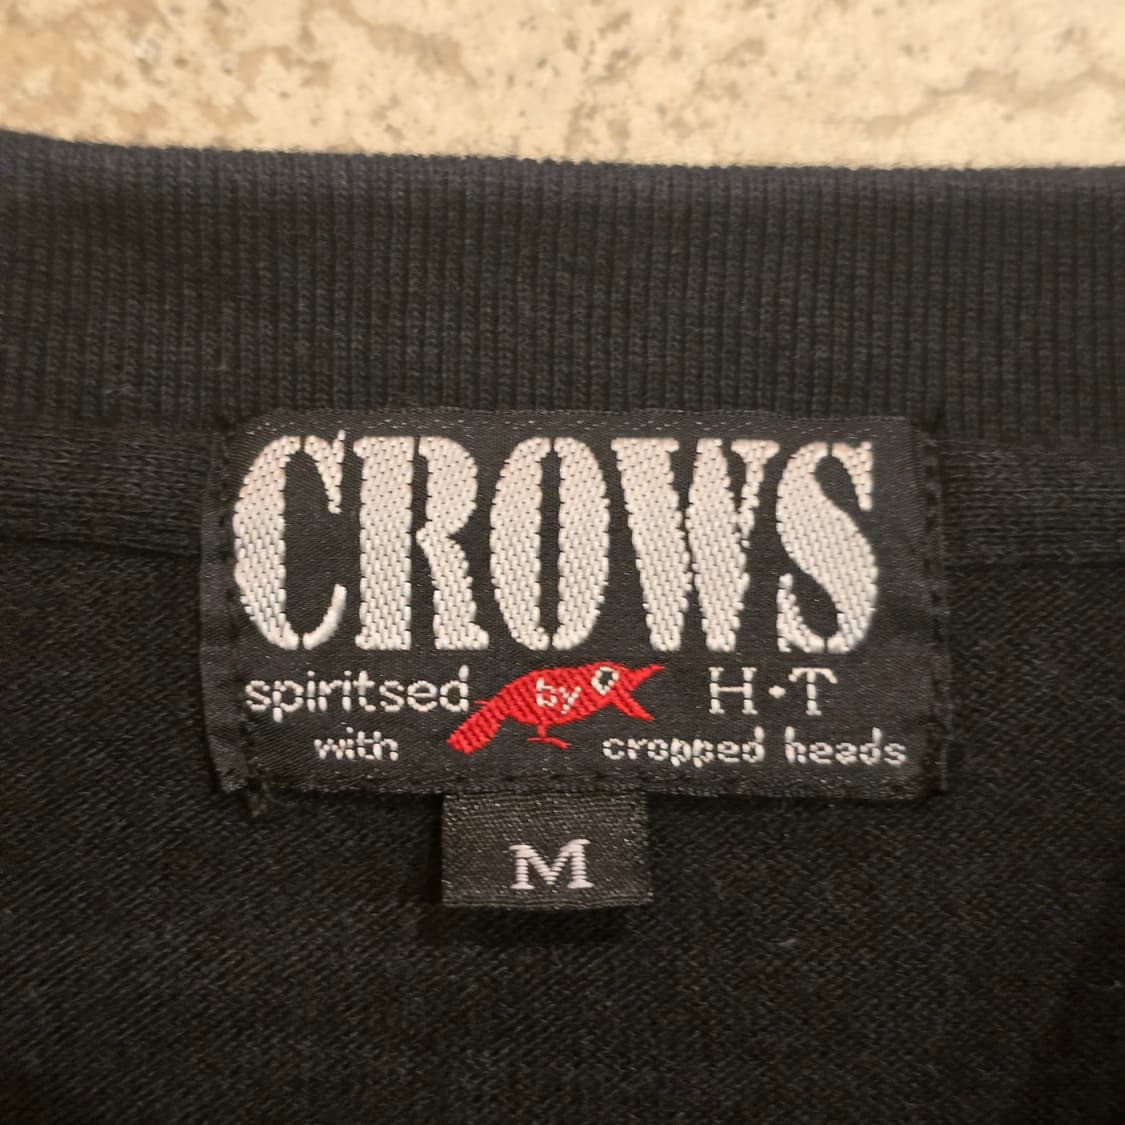 CROWS
spiritsed by H·T
with cropped heads
M